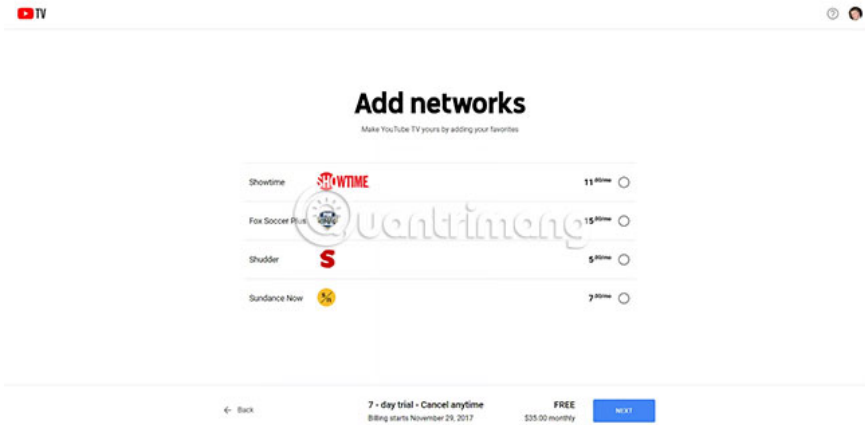 TV
Add networks
Make YouTube TV yours by adding your favorites
Showtime SHOWTIME 11
Fox Soccer Plus 15
Shudder S 5
Sundance Now 7
Quantrimang
Back
7 - day trial - Cancel anytime FREE
Billing starts November 29, 2017 $35.00 monthly
NEXT